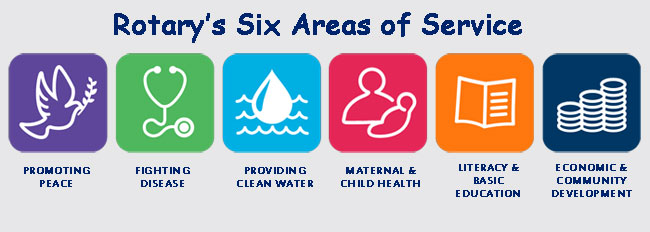 Rotary's Six Areas of Service
PROMOTING
PEACE
FIGHTING
DISEASE
PROVIDING
CLEAN WATER
MATERNAL &
CHILD HEALTH
LITERACY &
BASIC
EDUCATION
ECONOMIC &
COMMUNITY
DEVELOPMENT